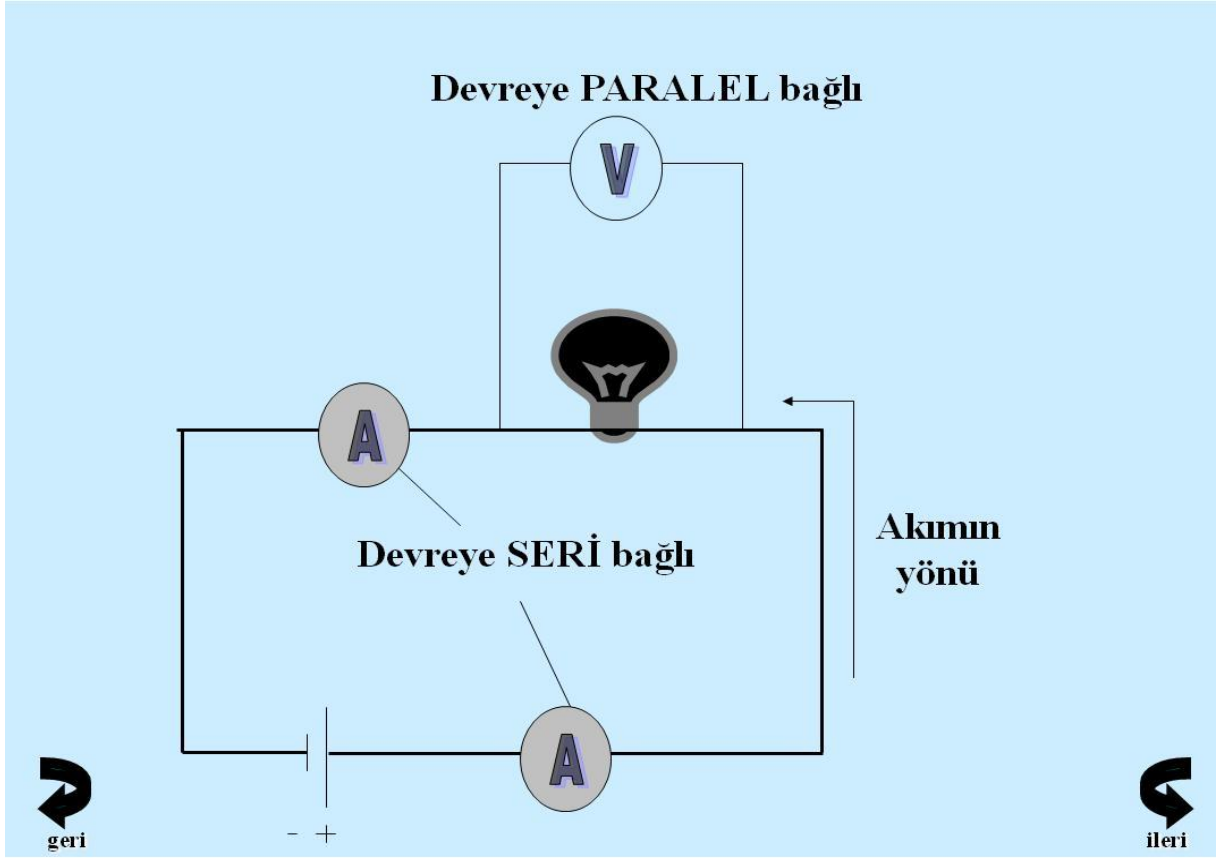 Devreye PARALEL bağlı
V
A
Devreye SERİ bağlı
Akımın
yönü
A
- +
geri
ileri